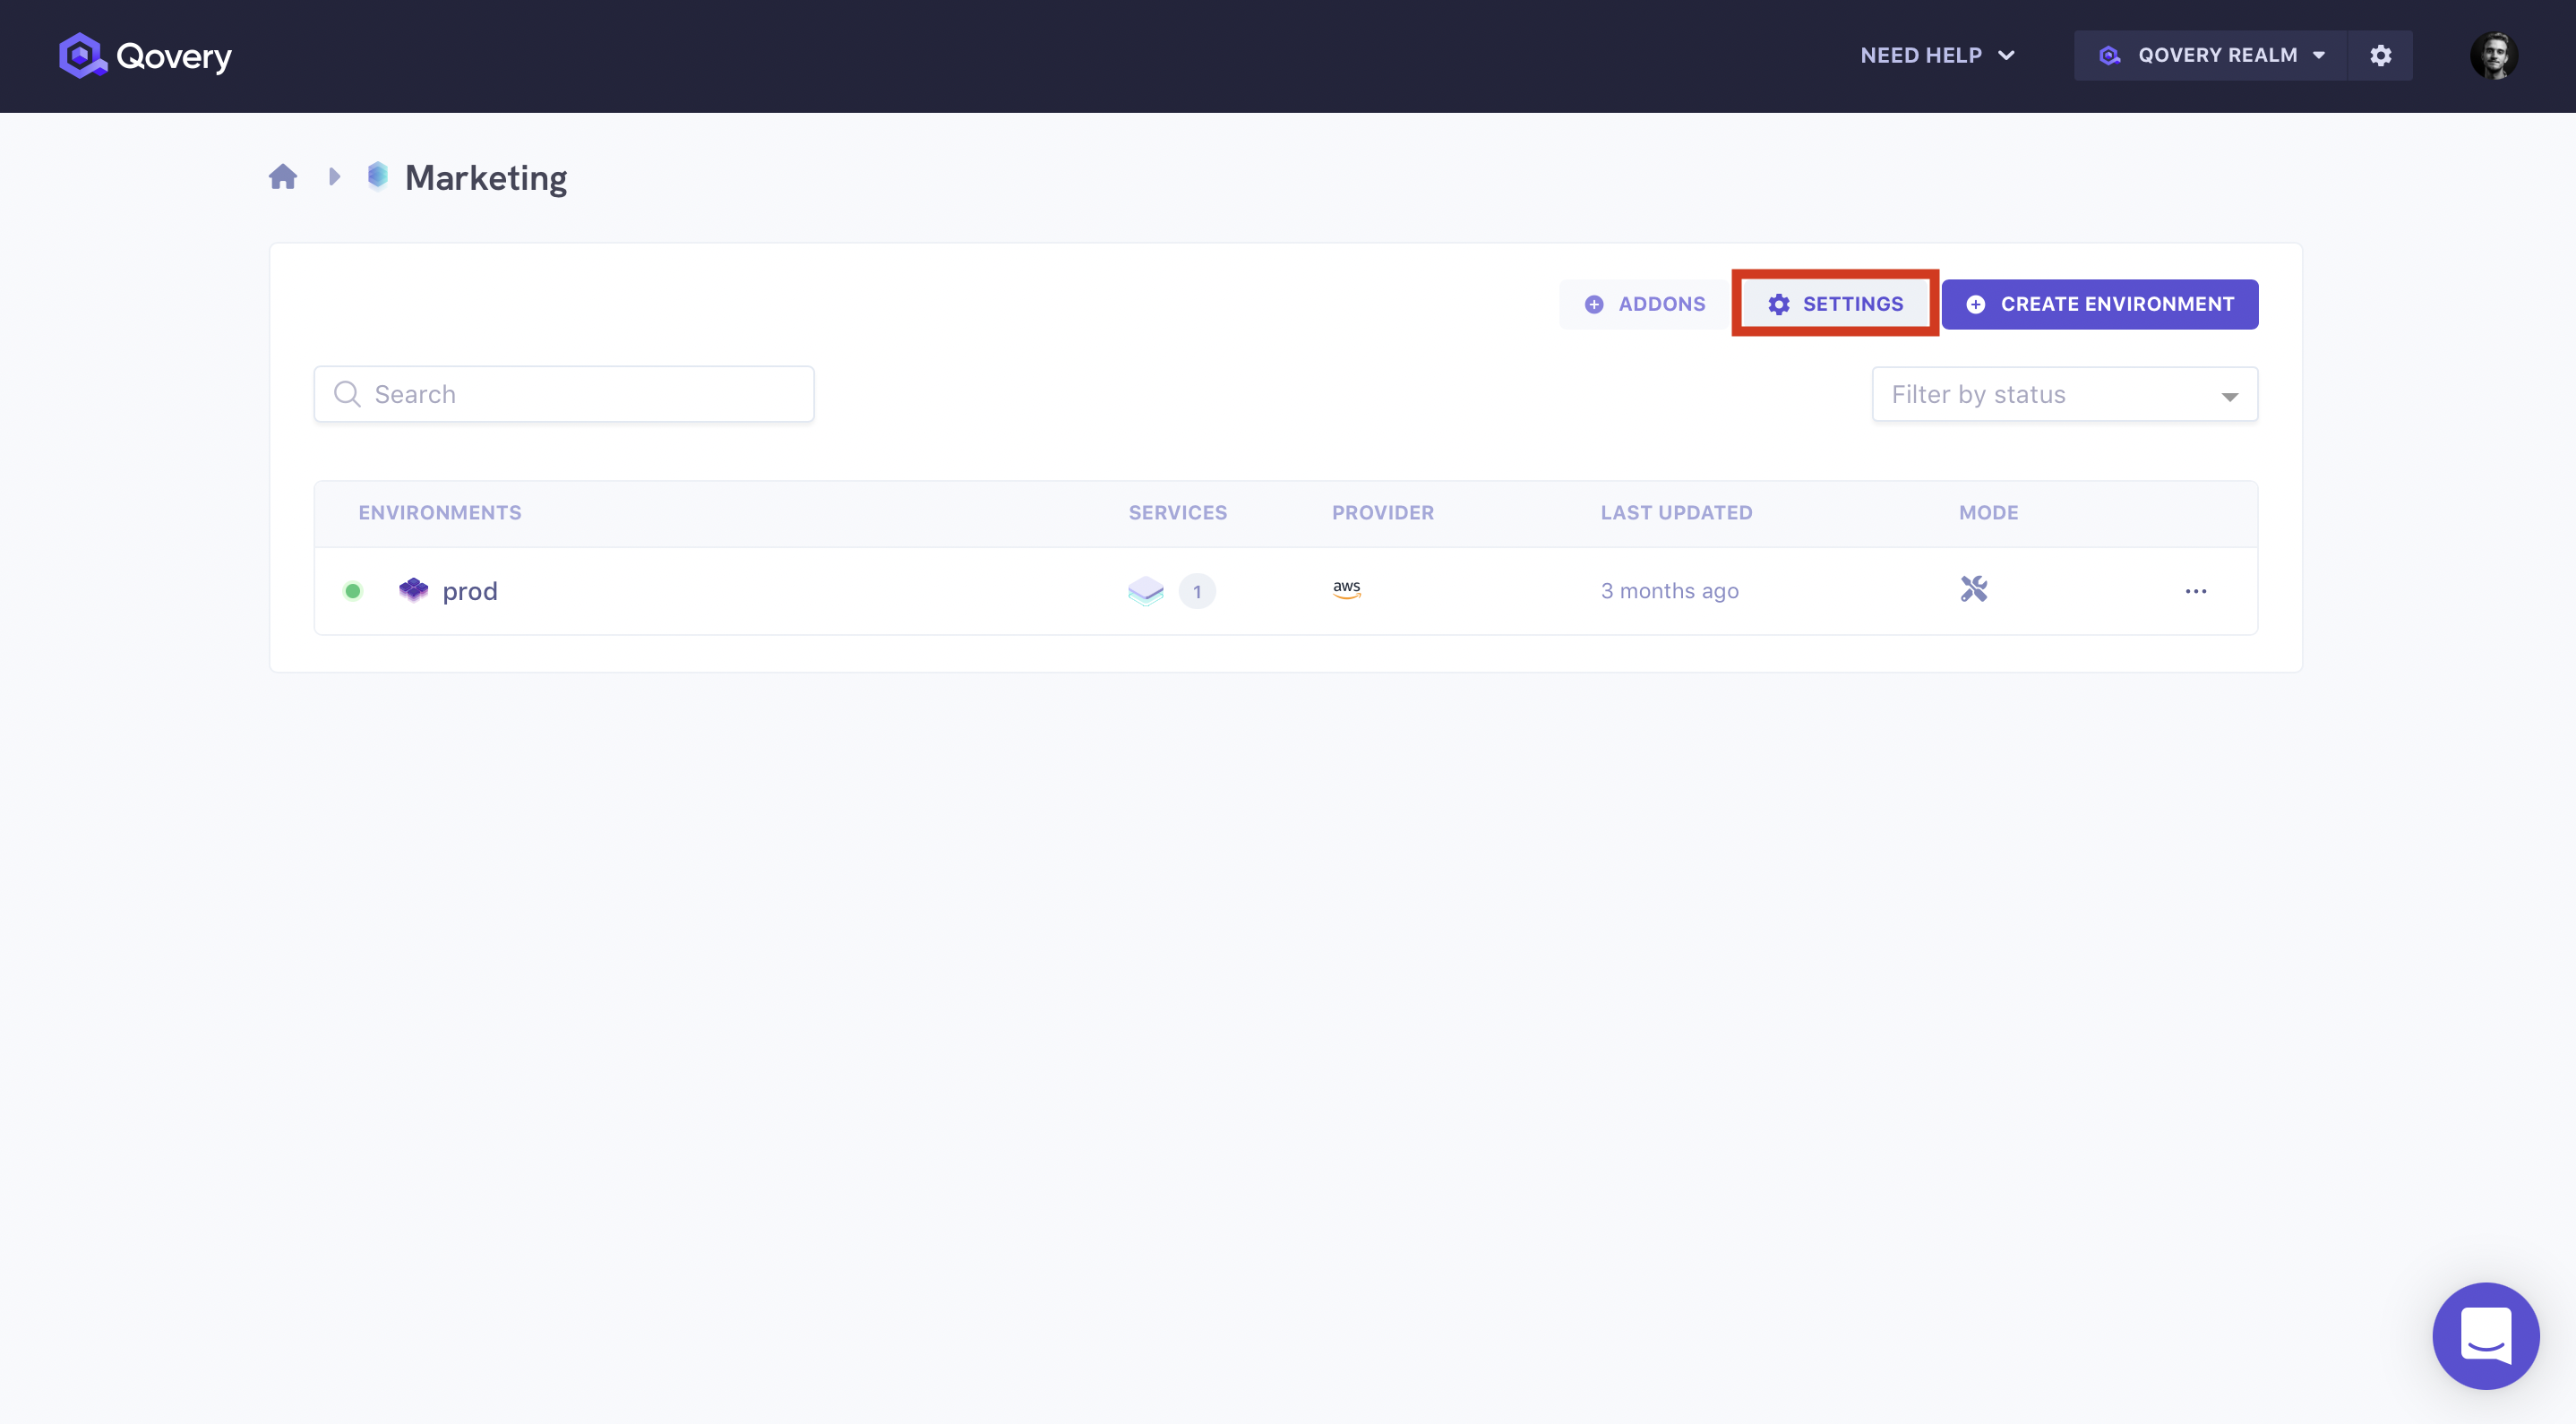 Qovery
NEED HELP
QOVERY REALM
Marketing
ADDONS
SETTINGS
CREATE ENVIRONMENT
Search
Filter by status
ENVIRONMENTS SERVICES PROVIDER LAST UPDATED MODE
prod 1 aws 3 months ago